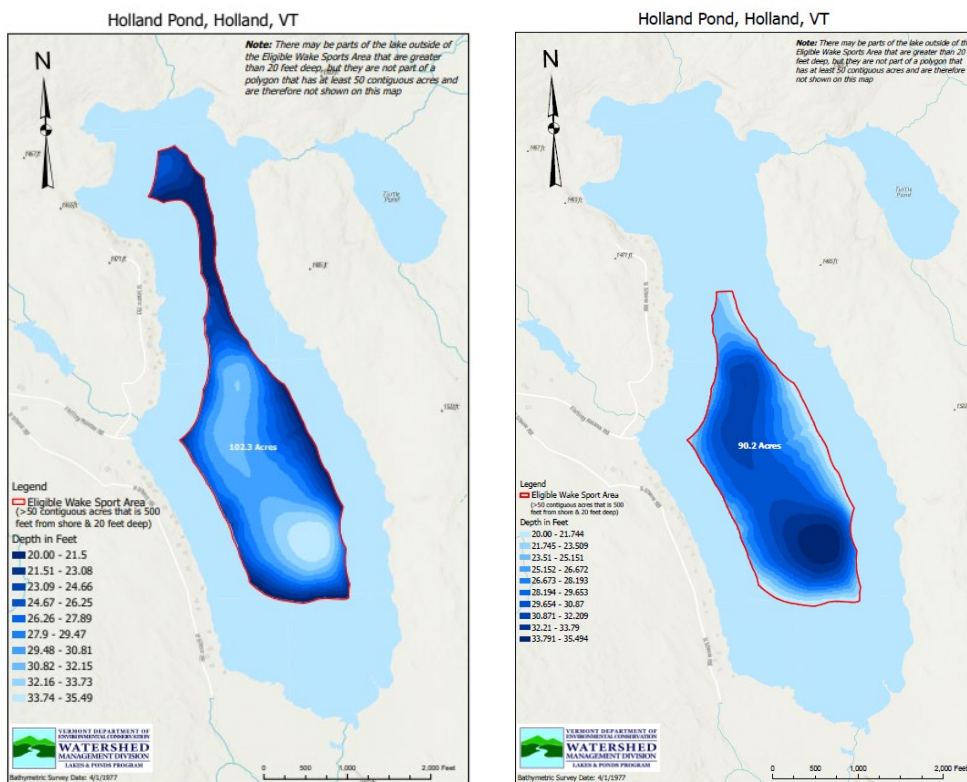 Holland Pond, Holland, VT
Note: There may be parts of the lake outside of
the Eligible Wake Sports Area that are greater
than 20 feet deep, but they are not part of a
polygon that has at least 50 contiguous acres and
are therefore not shown on this map
N
1467ft
1465ft
1471ft
Turtle
Pond
1485ft
1502ft
N Shore RD
102.3 Acres
S Shore Rd
Legend
Eligible Wake Sport Area
(>50 contiguous acres that is 500
feet from shore & 20 feet deep)
Depth in Feet
20.00 - 21.5
21.51 - 23.08
23.09 - 24.66
24.67 - 26.25
26.26 - 27.89
27.9 - 29.47
29.48 - 30.81
30.82 - 32.15
32.16 - 33.73
33.74 - 35.49
VERMONT DEPARTMENT OF
ENVIRONMENTAL CONSERVATION
WATERSHED
MANAGEMENT DIVISION
LAKES & PONDS PROGRAM
Bathymetric Survey Date: 4/1/1977
0 500 1,000 2,000 Feet
Holland Pond, Holland, VT
Note: There may be parts of the lake outside of the
Eligible Wake Sports Area that are greater than 20
feet deep, but they are not part of a polygon that
has at least 50 contiguous acres and are therefore
not shown on this map
N
1467ft
1471ft
Turtle
Pond
90.2 Acres
Legend
Eligible Wake Sport Area
(>50 contiguous acres that is 500
feet from shore & 20 feet deep)
Depth in Feet
20.00 - 21.744
21.745 - 23.509
23.51 - 25.151
25.152 - 26.672
26.673 - 28.193
28.194 - 29.653
29.654 - 30.87
30.871 - 32.209
32.21 - 33.79
33.791 - 35.494
VERMONT DEPARTMENT OF
ENVIRONMENTAL CONSERVATION
WATERSHED
MANAGEMENT DIVISION
LAKES & PONDS PROGRAM
Bathymetric Survey Date: 4/1/1977
0 500 1,000 2,000 Feet